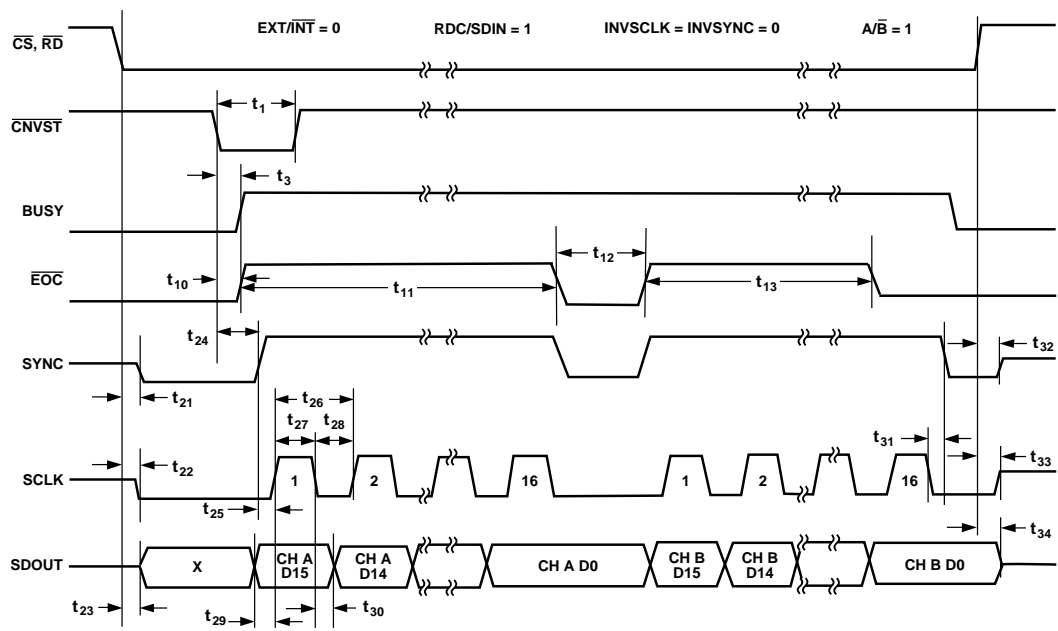 EXT/INT = 0 RDC/SDIN = 1 INVSCLK = INVSYNC = 0 A/B = 1
CS, RD
t1
CNVST
t3
BUSY
t12
EOC
t10
t11
t13
t24
SYNC
t32
t21
t26
t27 t28
t31
t22
t33
SCLK
1 2 16 1 2 16
t25
t34
SDOUT
X
CH A D15
CH A D14
CH A D0
CH B D15
CH B D14
CH B D0
t23
t29
t30